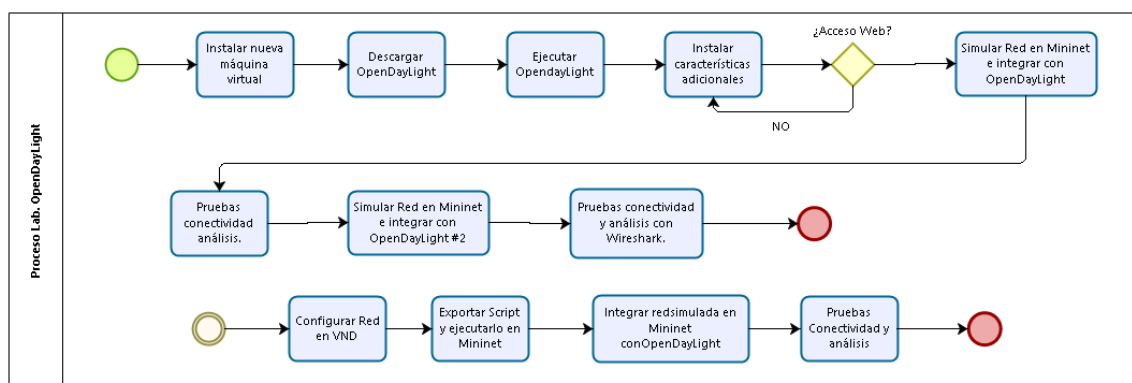 Proceso Lab. OpenDayLight
Instalar nueva
máquina
virtual
Descargar
OpenDayLight
Ejecutar
OpendayLight
Instalar
características
adicionales
¿Acceso Web?
NO
Simular Red en Mininet
e integrar con
OpenDayLight
Pruebas
conectividad
análisis.
Simular Red en Mininet
e integrar con
OpenDayLight #2
Pruebas conectividad
y análisis con
Wireshark.
Configurar Red
en VND
Exportar Script
y ejecutarlo en
Mininet
Integrar redsimulada en
Mininet
conOpenDayLight
Pruebas
Conectividad y
análisis